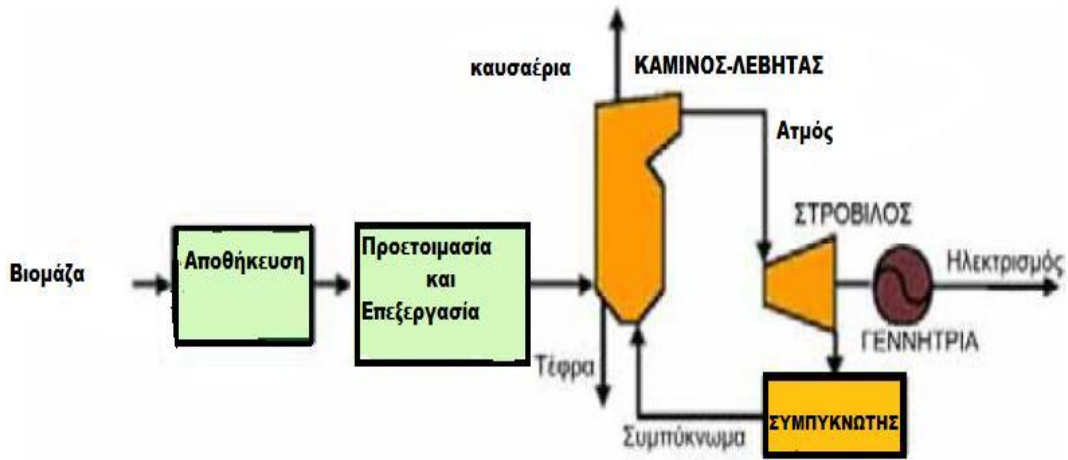 καυσαέρια
ΚΑΜΙΝΟΣ-ΛΕΒΗΤΑΣ
Ατμός
ΣΤΡΟΒΙΛΟΣ
Βιομάζα
Αποθήκευση
Προετοιμασία
και
Επεξεργασία
Ηλεκτρισμός
ΓΕΝΝΗΤΡΙΑ
Τέφρα
Συμπύκνωμα
ΣΥΜΠΥΚΝΩΤΗΣ